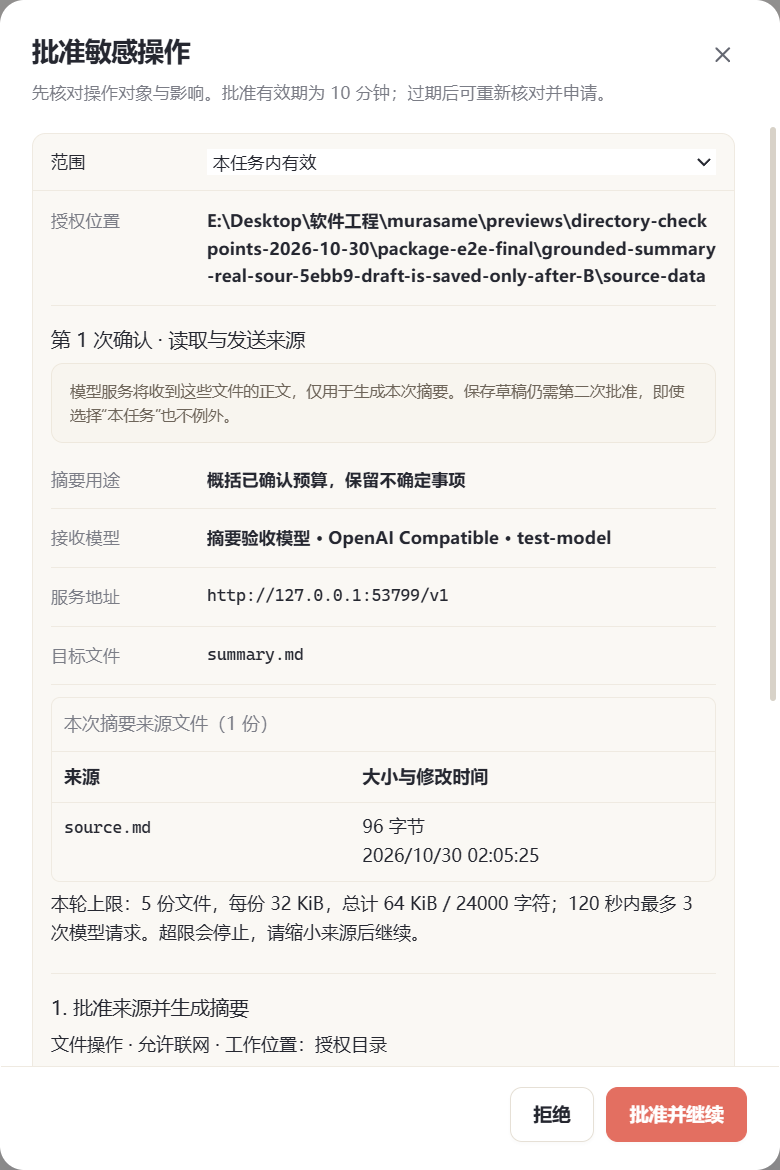 批准敏感操作
先核对操作对象与影响。批准有效期为 10 分钟；过期后可重新核对并申请。
范围
本任务内有效
授权位置
E:\Desktop\软件工程\murasame\previews\directory-check
points-2026-10-30\package-e2e-final\grounded-summary
-real-sour-5ebb9-draft-is-saved-only-after-B\source-data
第 1 次确认 · 读取与发送来源
模型服务将收到这些文件的正文，仅用于生成本次摘要。保存草稿仍需第二次批准，即使
选择“本任务”也不例外。
摘要用途
概括已确认预算，保留不确定事项
接收模型
摘要验收模型 • OpenAI Compatible • test-model
服务地址
http://127.0.0.1:53799/v1
目标文件
summary.md
本次摘要来源文件（1 份）
来源
大小与修改时间
source.md
96 字节
2026/10/30 02:05:25
本轮上限：5 份文件，每份 32 KiB，总计 64 KiB / 24000 字符；120 秒内最多 3
次模型请求。超限会停止，请缩小来源后继续。
1. 批准来源并生成摘要
文件操作 · 允许联网 · 工作位置：授权目录
拒绝
批准并继续